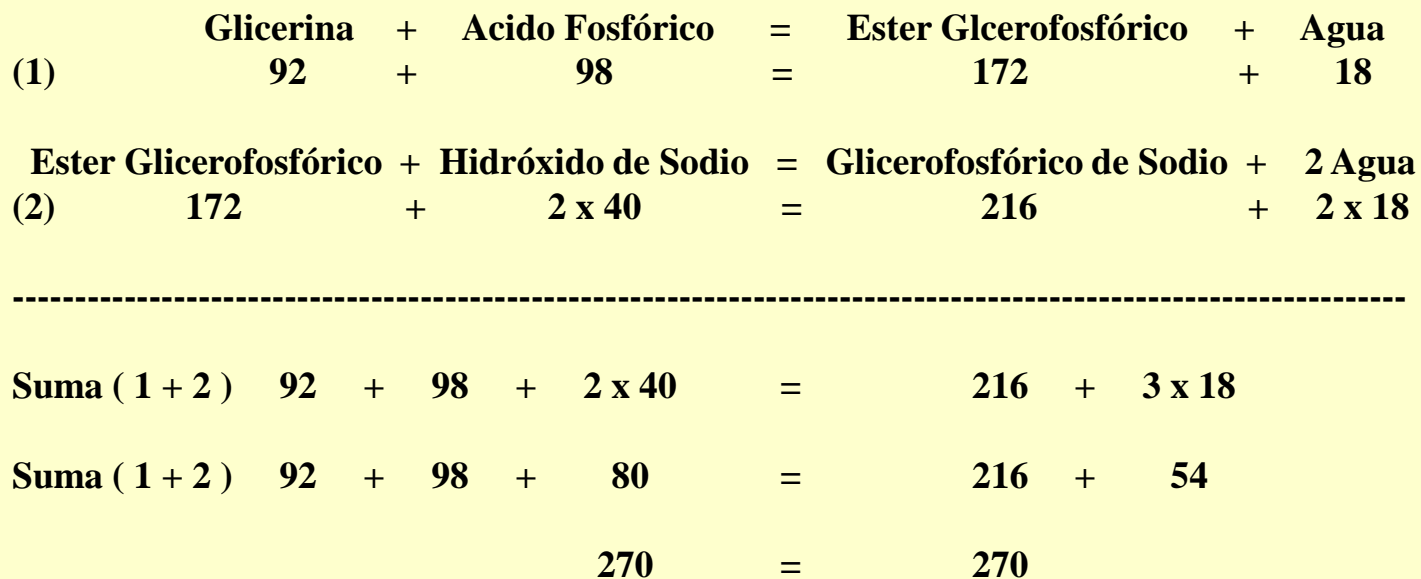 Glicerina + Acido Fosfórico = Ester Glcerofosfórico + Agua
(1) 92 + 98 = 172 + 18
Ester Glicerofosfórico + Hidróxido de Sodio = Glicerofosfórico de Sodio + 2 Agua
(2) 172 + 2 x 40 = 216 + 2 x 18
---------------------------------------------------------------------------------------------------------------
Suma ( 1 + 2 ) 92 + 98 + 2 x 40 = 216 + 3 x 18
Suma ( 1 + 2 ) 92 + 98 + 80 = 216 + 54
270 = 270